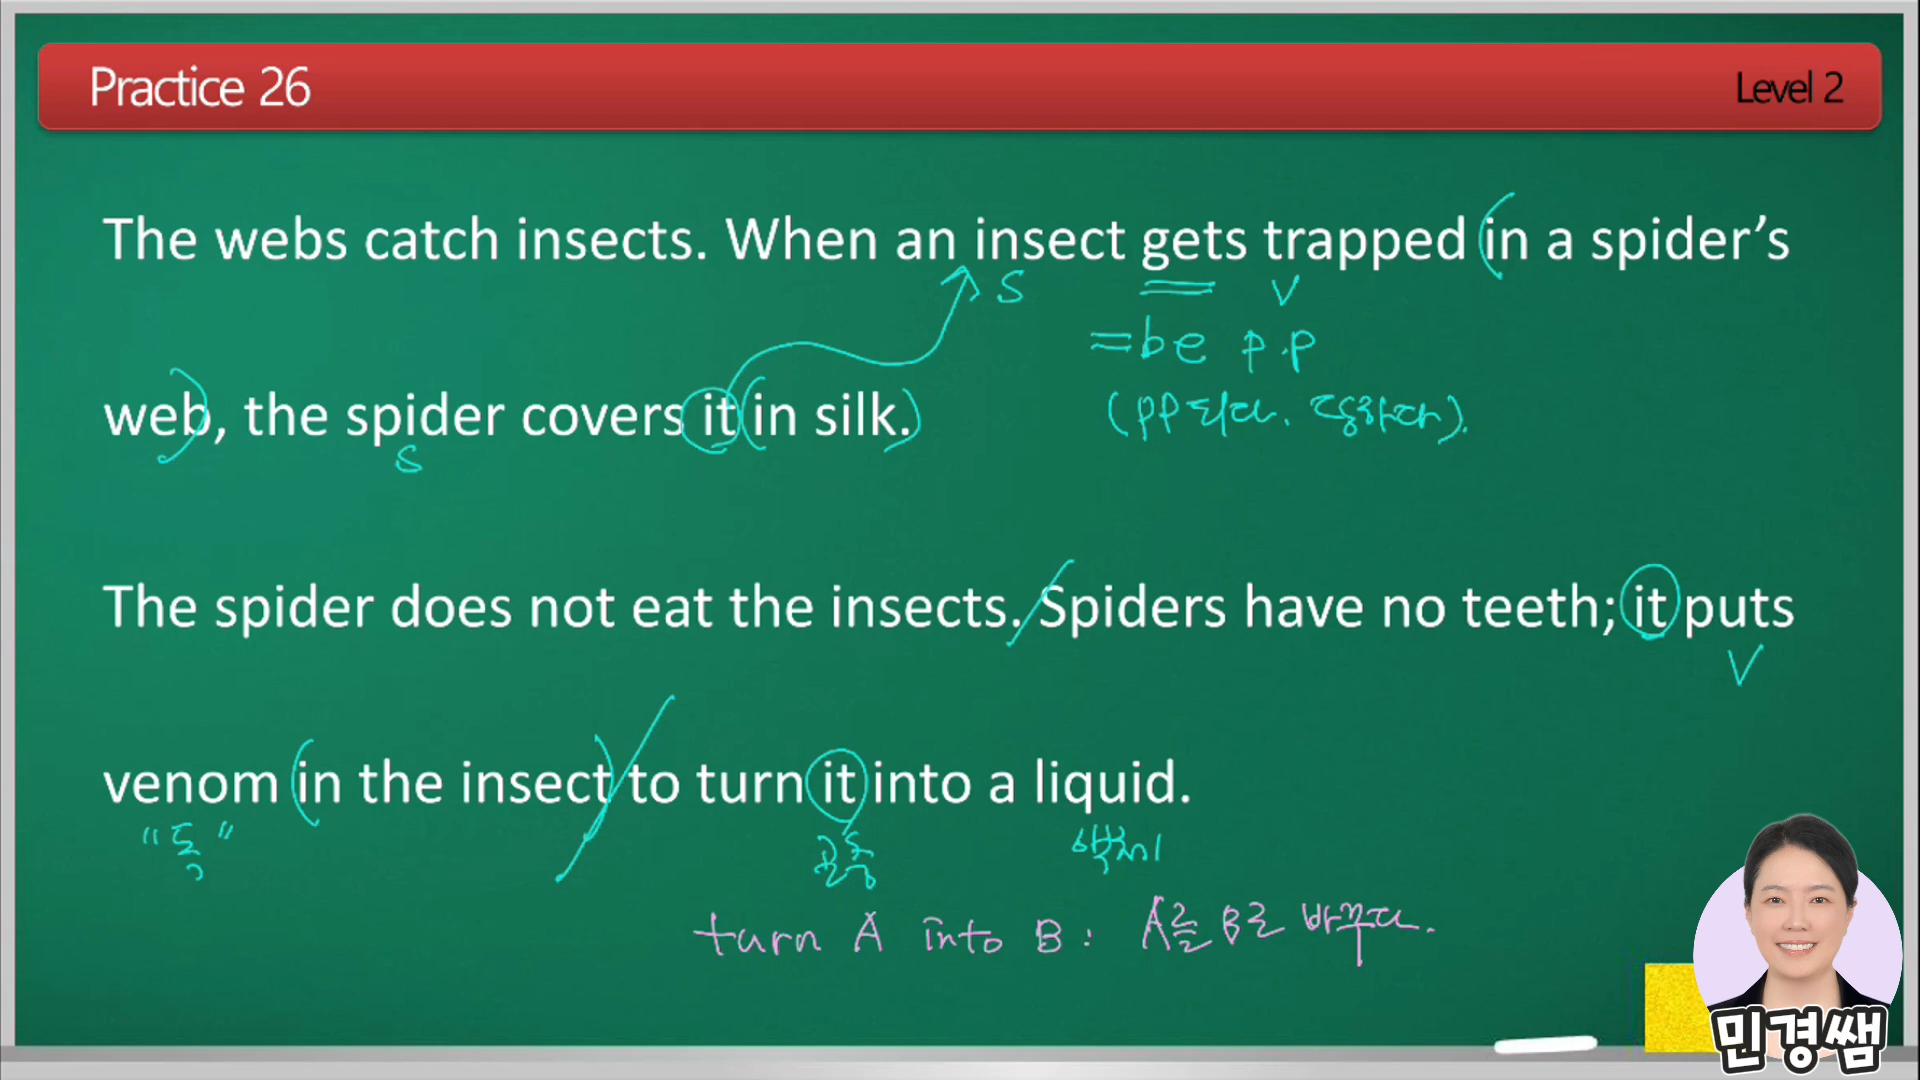 Practice 26
Level 2
The webs catch insects. When an insect gets trapped in a spider’s
S
V
=be p.p
web, the spider covers it in silk.
(pp되다. 당하다).
S
The spider does not eat the insects. Spiders have no teeth; it puts
V
venom in the insect to turn it into a liquid.
"독"
곤충
액체
turn A into B : A를 B로 바꾸다.
민경쌤